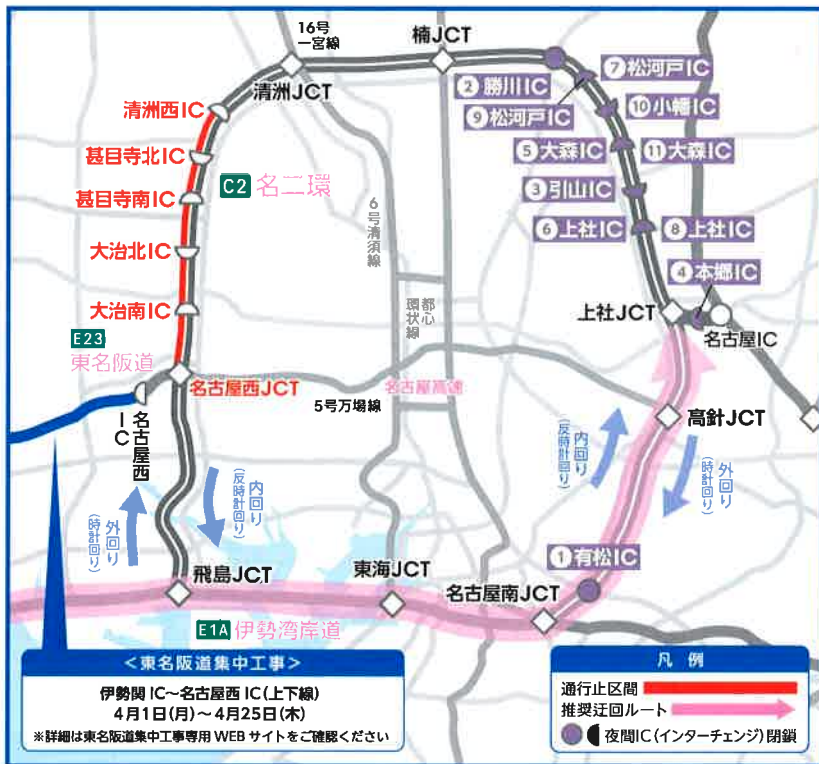 16号
一宮線
楠JCT
清洲JCT
清洲西IC
甚目寺北IC
甚目寺南IC
大治北IC
大治南IC
C2 名二環
6号清須線
都心
環状線
② 勝川IC
⑦ 松河戸IC
⑨ 松河戸IC
⑩ 小幡IC
⑤ 大森IC
⑪ 大森IC
③ 引山IC
⑥ 上社IC
⑧ 上社IC
④ 本郷IC
上社JCT
名古屋IC
E23
東名阪道
名古屋西JCT
名古屋西IC
5号万場線
名古屋高速
高針JCT
内回り
(反時計回り)
外回り
(時計回り)
内回り
(反時計回り)
外回り
(時計回り)
① 有松IC
飛島JCT
東海JCT
名古屋南JCT
E1A 伊勢湾岸道
<東名阪道集中工事>
伊勢関 IC～名古屋西 IC(上下線)
4月1日(月)～4月25日(木)
※詳細は東名阪道集中工事専用 WEB サイトをご確認ください
凡 例
通行止区間
推奨迂回ルート
夜間IC(インターチェンジ)閉鎖